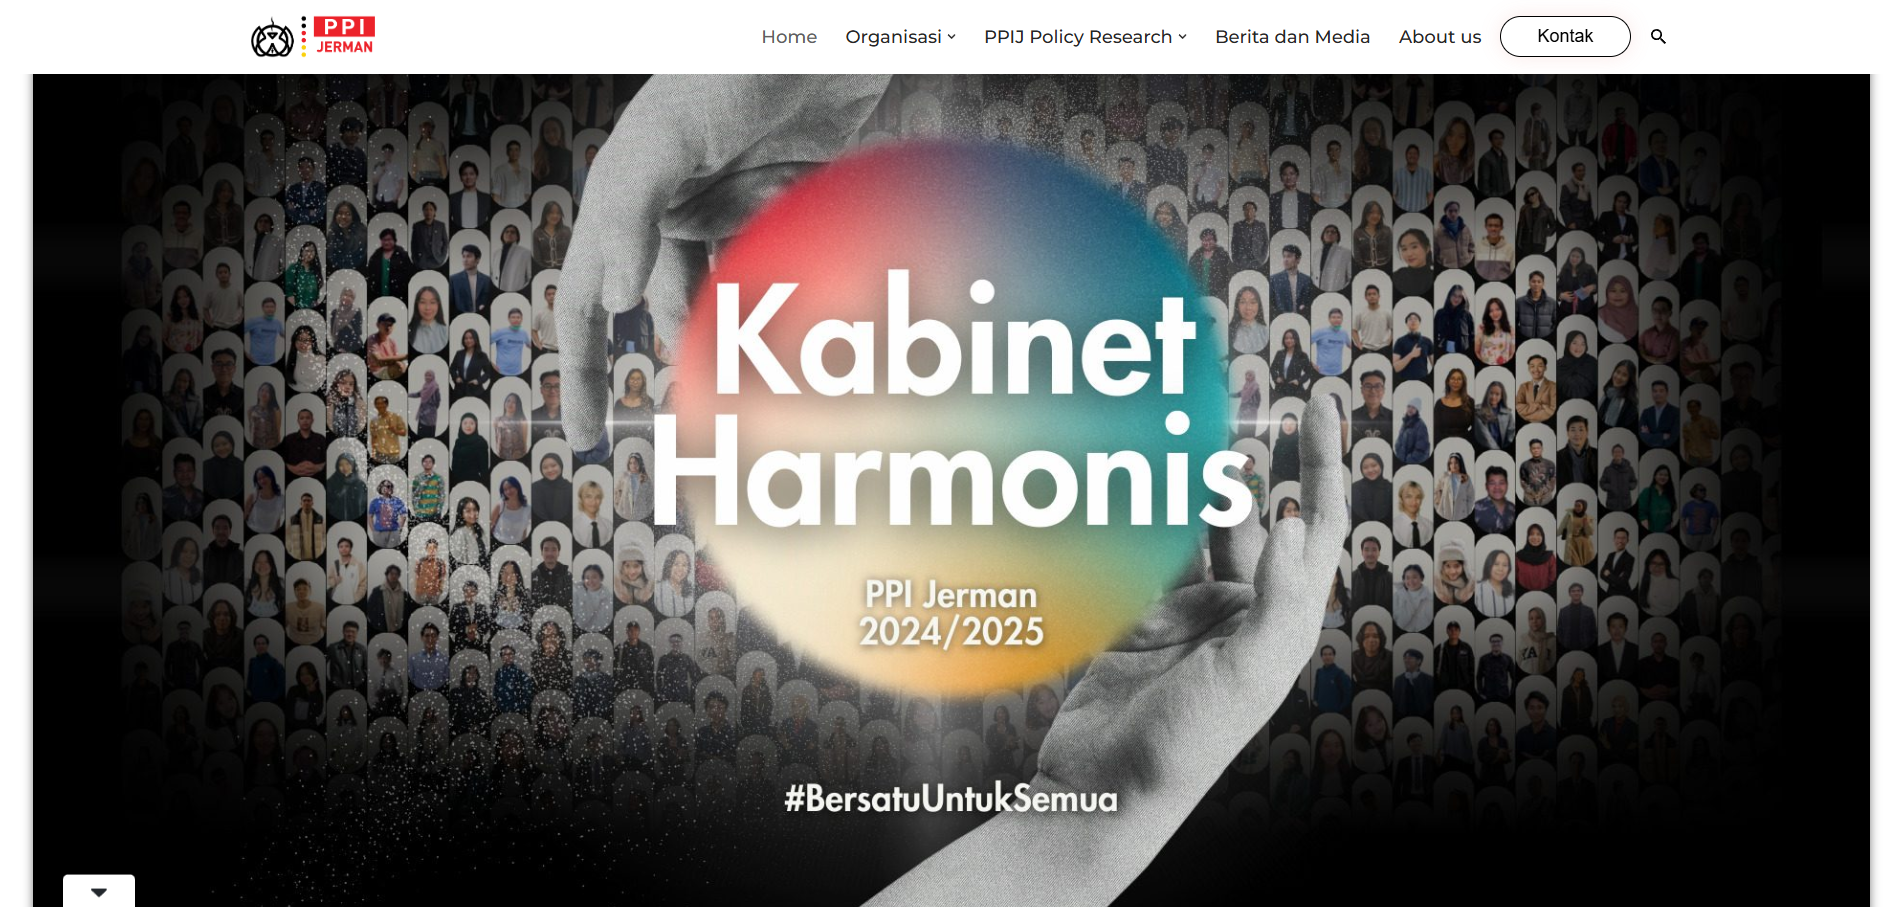 PPI
JERMAN
Home
Organisasi
PPIJ Policy Research
Berita dan Media
About us
Kontak
Kabinet
Harmonis
PPI Jerman
2024/2025
#BersatuUntukSemua